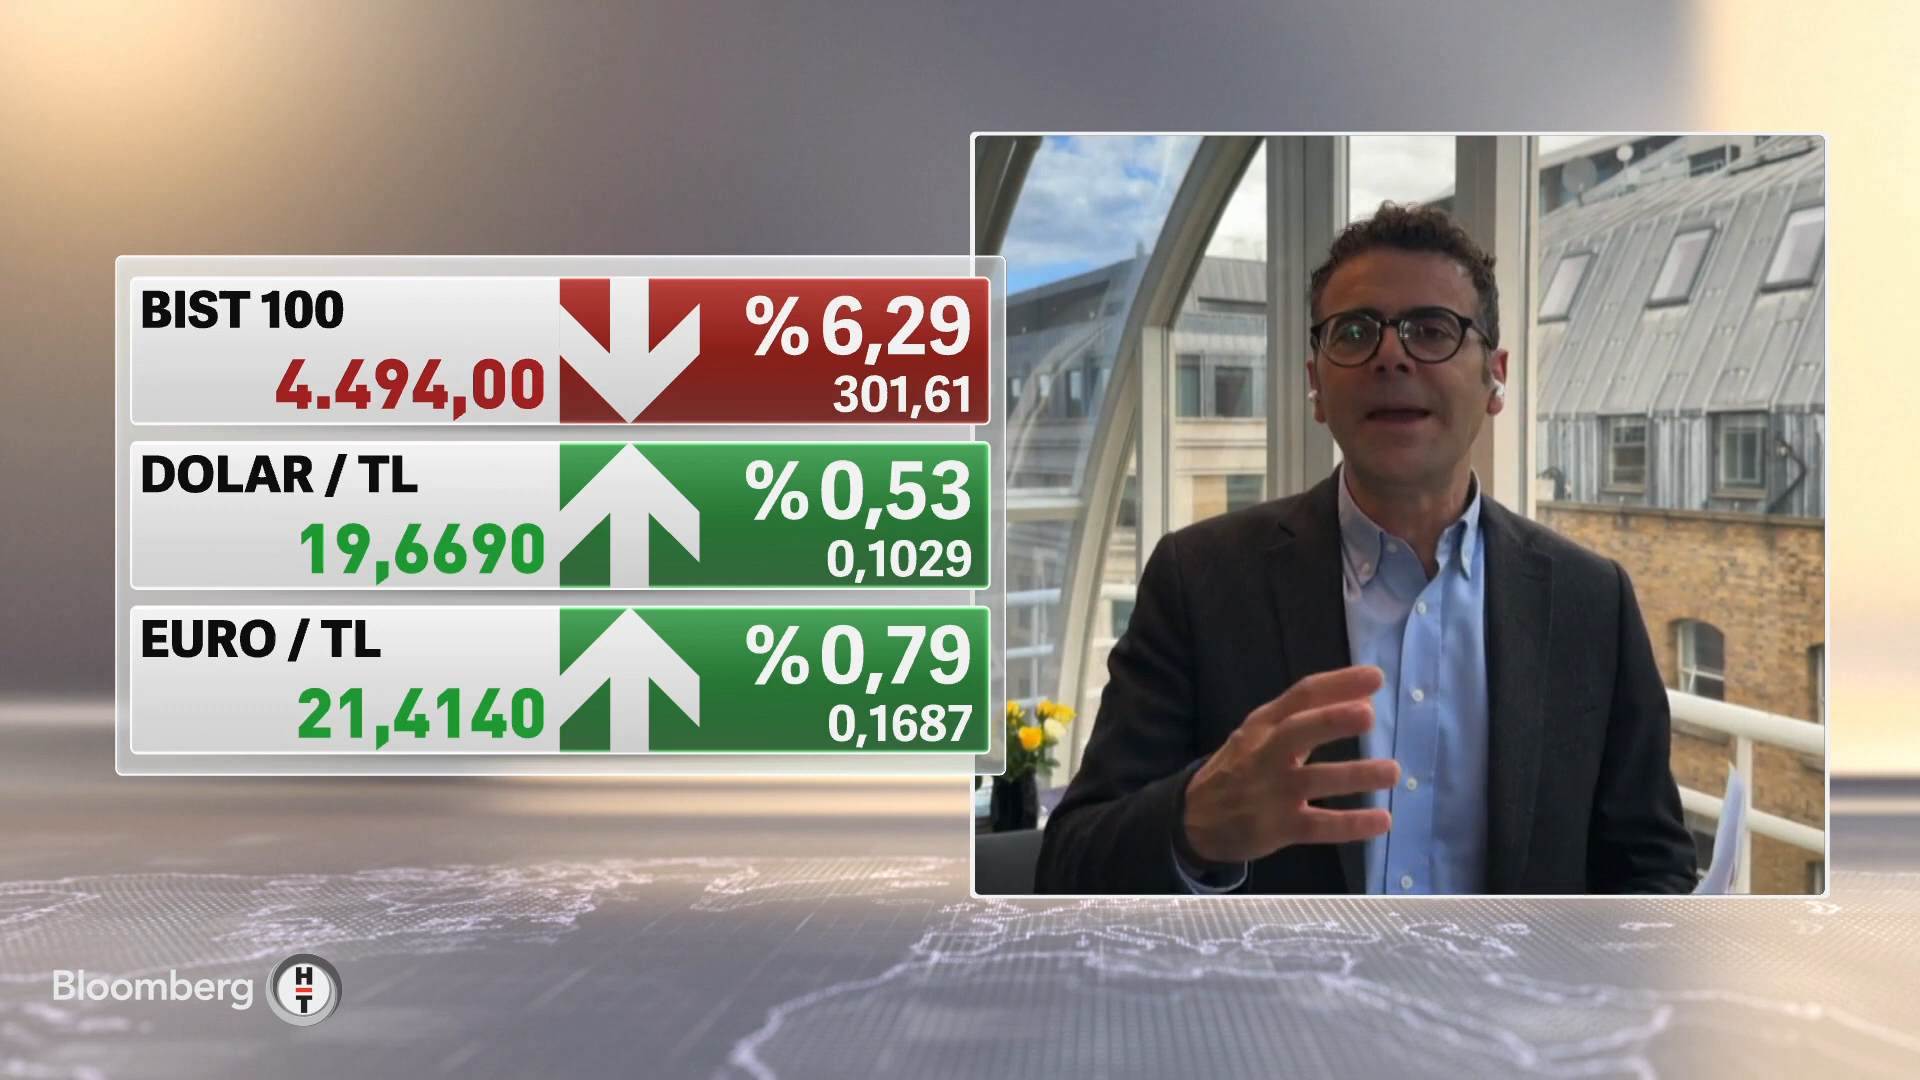 BIST 100
4.494,00
%6,29
301,61
DOLAR / TL
19,6690
%0,53
0,1029
EURO / TL
21,4140
%0,79
0,1687
Bloomberg HT